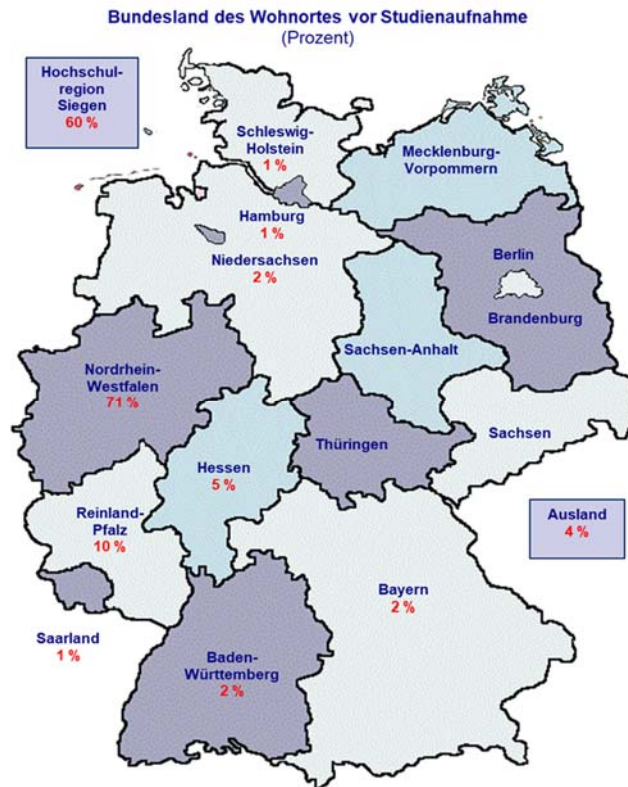 Bundesland des Wohnortes vor Studienaufnahme
(Prozent)
Hochschul-
region
Siegen
60 %
Schleswig-
Holstein
1 %
Mecklenburg-
Vorpommern
Hamburg
1 %
Niedersachsen
2 %
Berlin
Brandenburg
Sachsen-Anhalt
Nordrhein-
Westfalen
71 %
Sachsen
Thüringen
Hessen
5 %
Reinland-
Pfalz
10 %
Ausland
4 %
Bayern
2 %
Saarland
1 %
Baden-
Württemberg
2 %